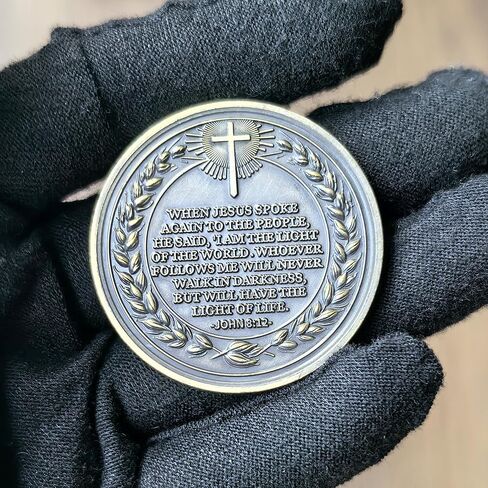 WHEN JESUS SPOKE
AGAIN TO THE PEOPLE,
HE SAID, "I AM THE LIGHT
OF THE WORLD. WHOEVER
FOLLOWS ME WILL NEVER
WALK IN DARKNESS,
BUT WILL HAVE THE
LIGHT OF LIFE.
-JOHN 8:12-